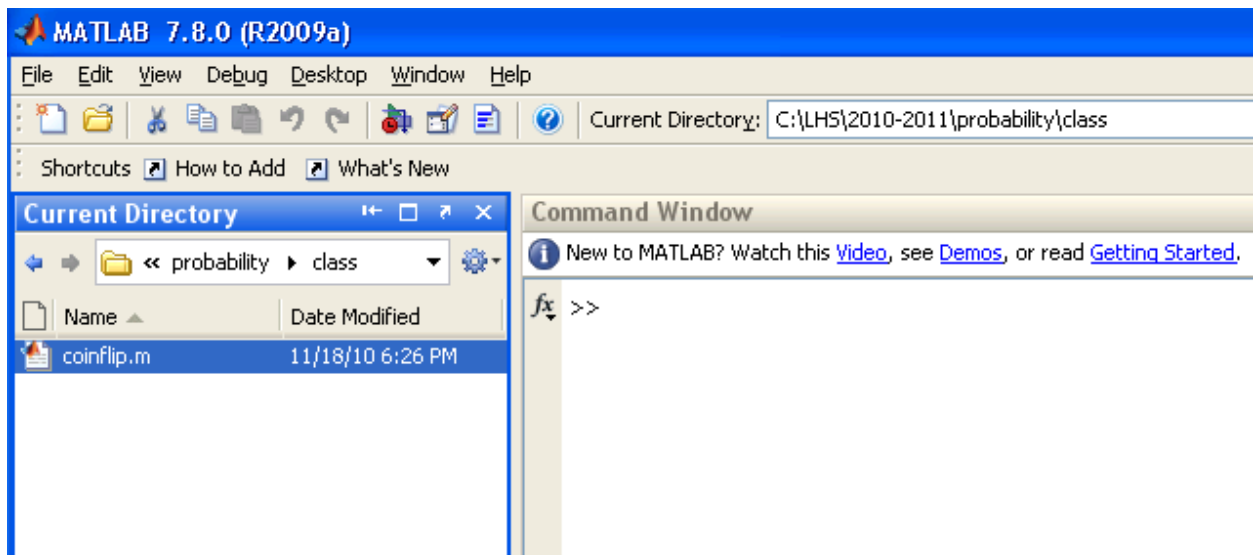 MATLAB 7.8.0 (R2009a)
File Edit View Debug Desktop Window Help
Current Directory: C:\LHS\2010-2011\probability\class
Shortcuts How to Add What's New
Current Directory
« probability class
Name Date Modified
coinflip.m 11/18/10 6:26 PM
Command Window
New to MATLAB? Watch this Video, see Demos, or read Getting Started.
fx >>